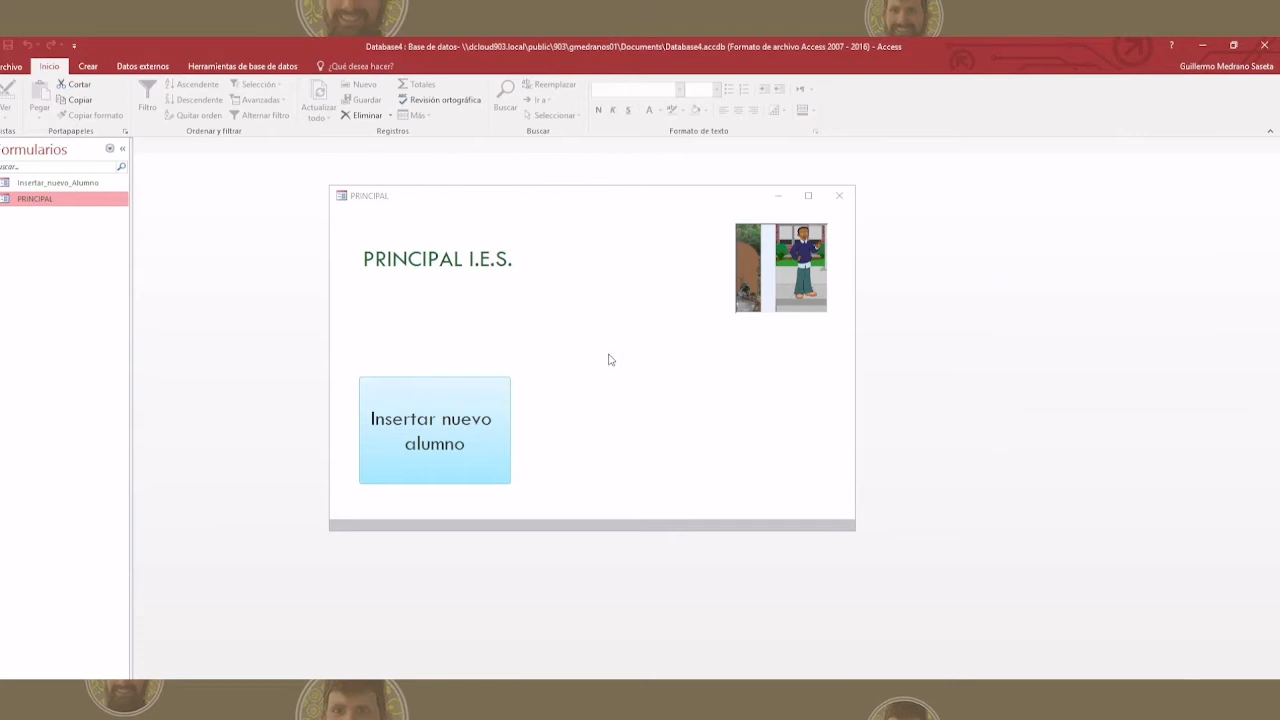 Database4 : Base de datos- \\dcloud903.local\public\903\gmedranos01\Documents\Database4.accdb (Formato de archivo Access 2007 - 2016) - Access
?
rchivo Inicio Crear Datos externos Herramientas de base de datos ¿Qué desea hacer? Guillermo Medrano Saseta
Ver Pegar Cortar Copiar Copiar formato
Portapapeles
Filtro Ascendente Descendente Quitar orden Selección Avanzadas Alternar filtro
Ordenar y filtrar
Actualizar todo Nuevo Guardar Eliminar Totales Revisión ortográfica Más
Registros
Buscar Reemplazar Ir a Seleccionar
Buscar
N K S A
Formato de texto
istas
ormularios
uscar...
Insertar_nuevo_Alumno
PRINCIPAL
PRINCIPAL
PRINCIPAL I.E.S.
Insertar nuevo
alumno